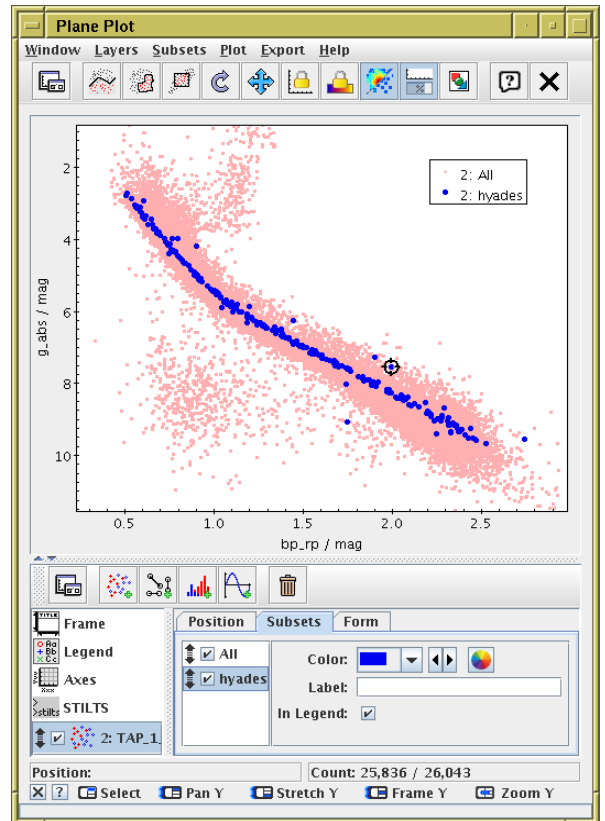 Plane Plot
Window Layers Subsets Plot Export Help
2: All
2: hyades
2
4
6
8
10
g_abs / mag
0.5 1.0 1.5 2.0 2.5
bp_rp / mag
Position Subsets Form
TITLE
Frame
Legend
Axes
STILTS
2: TAP_1_
All
hyades
Color:
Label:
In Legend:
Position: Count: 25,836 / 26,043
Select Pan Y Stretch Y Frame Y Zoom Y